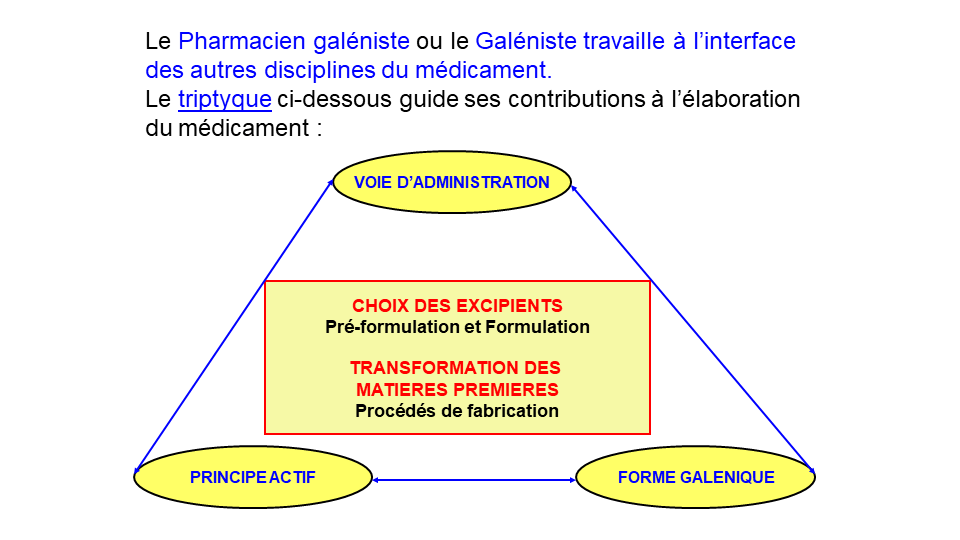 Le Pharmacien galéniste ou le Galéniste travaille à l’interface
des autres disciplines du médicament.
Le triptyque ci-dessous guide ses contributions à l’élaboration
du médicament :
VOIE D’ADMINISTRATION
CHOIX DES EXCIPIENTS
Pré-formulation et Formulation
TRANSFORMATION DES
MATIERES PREMIERES
Procédés de fabrication
PRINCIPE ACTIF
FORME GALENIQUE